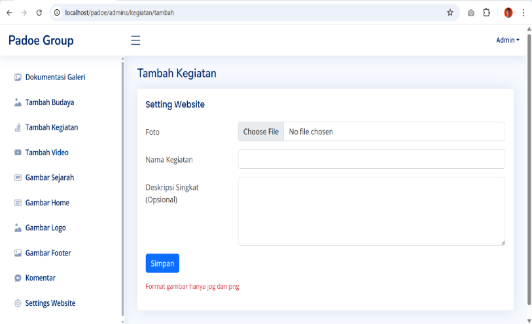 localhost/padoe/admins/kegiatan/tambah
Padoe Group
Admin
Dokumentasi Galeri
Tambah Budaya
Tambah Kegiatan
Tambah Video
Gambar Sejarah
Gambar Home
Gambar Logo
Gambar Footer
Komentar
Settings Website
Tambah Kegiatan
Setting Website
Foto
Choose File No file chosen
Nama Kegiatan
Deskripsi Singkat
(Opsional)
Simpan
Format gambar hanya jpg dan png